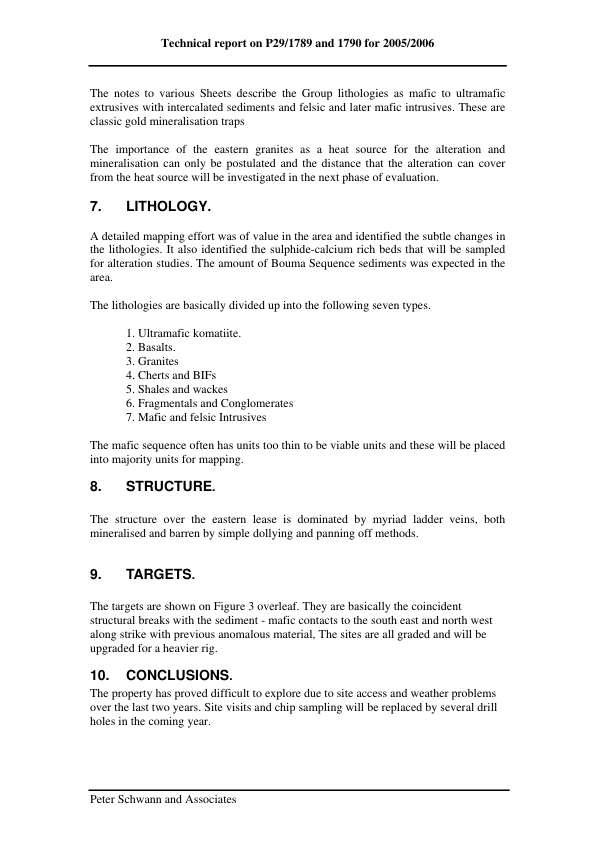 Technical report on P29/1789 and 1790 for 2005/2006
The notes to various Sheets describe the Group lithologies as mafic to ultramafic
extrusives with intercalated sediments and felsic and later mafic intrusives. These are
classic gold mineralisation traps
The importance of the eastern granites as a heat source for the alteration and
mineralisation can only be postulated and the distance that the alteration can cover
from the heat source will be investigated in the next phase of evaluation.
7. LITHOLOGY.
A detailed mapping effort was of value in the area and identified the subtle changes in
the lithologies. It also identified the sulphide-calcium rich beds that will be sampled
for alteration studies. The amount of Bouma Sequence sediments was expected in the
area.
The lithologies are basically divided up into the following seven types.
1. Ultramafic komatiite.
2. Basalts.
3. Granites
4. Cherts and BIFs
5. Shales and wackes
6. Fragmentals and Conglomerates
7. Mafic and felsic Intrusives
The mafic sequence often has units too thin to be viable units and these will be placed
into majority units for mapping.
8. STRUCTURE.
The structure over the eastern lease is dominated by myriad ladder veins, both
mineralised and barren by simple dollying and panning off methods.
9. TARGETS.
The targets are shown on Figure 3 overleaf. They are basically the coincident
structural breaks with the sediment - mafic contacts to the south east and north west
along strike with previous anomalous material, The sites are all graded and will be
upgraded for a heavier rig.
10. CONCLUSIONS.
The property has proved difficult to explore due to site access and weather problems
over the last two years. Site visits and chip sampling will be replaced by several drill
holes in the coming year.
Peter Schwann and Associates